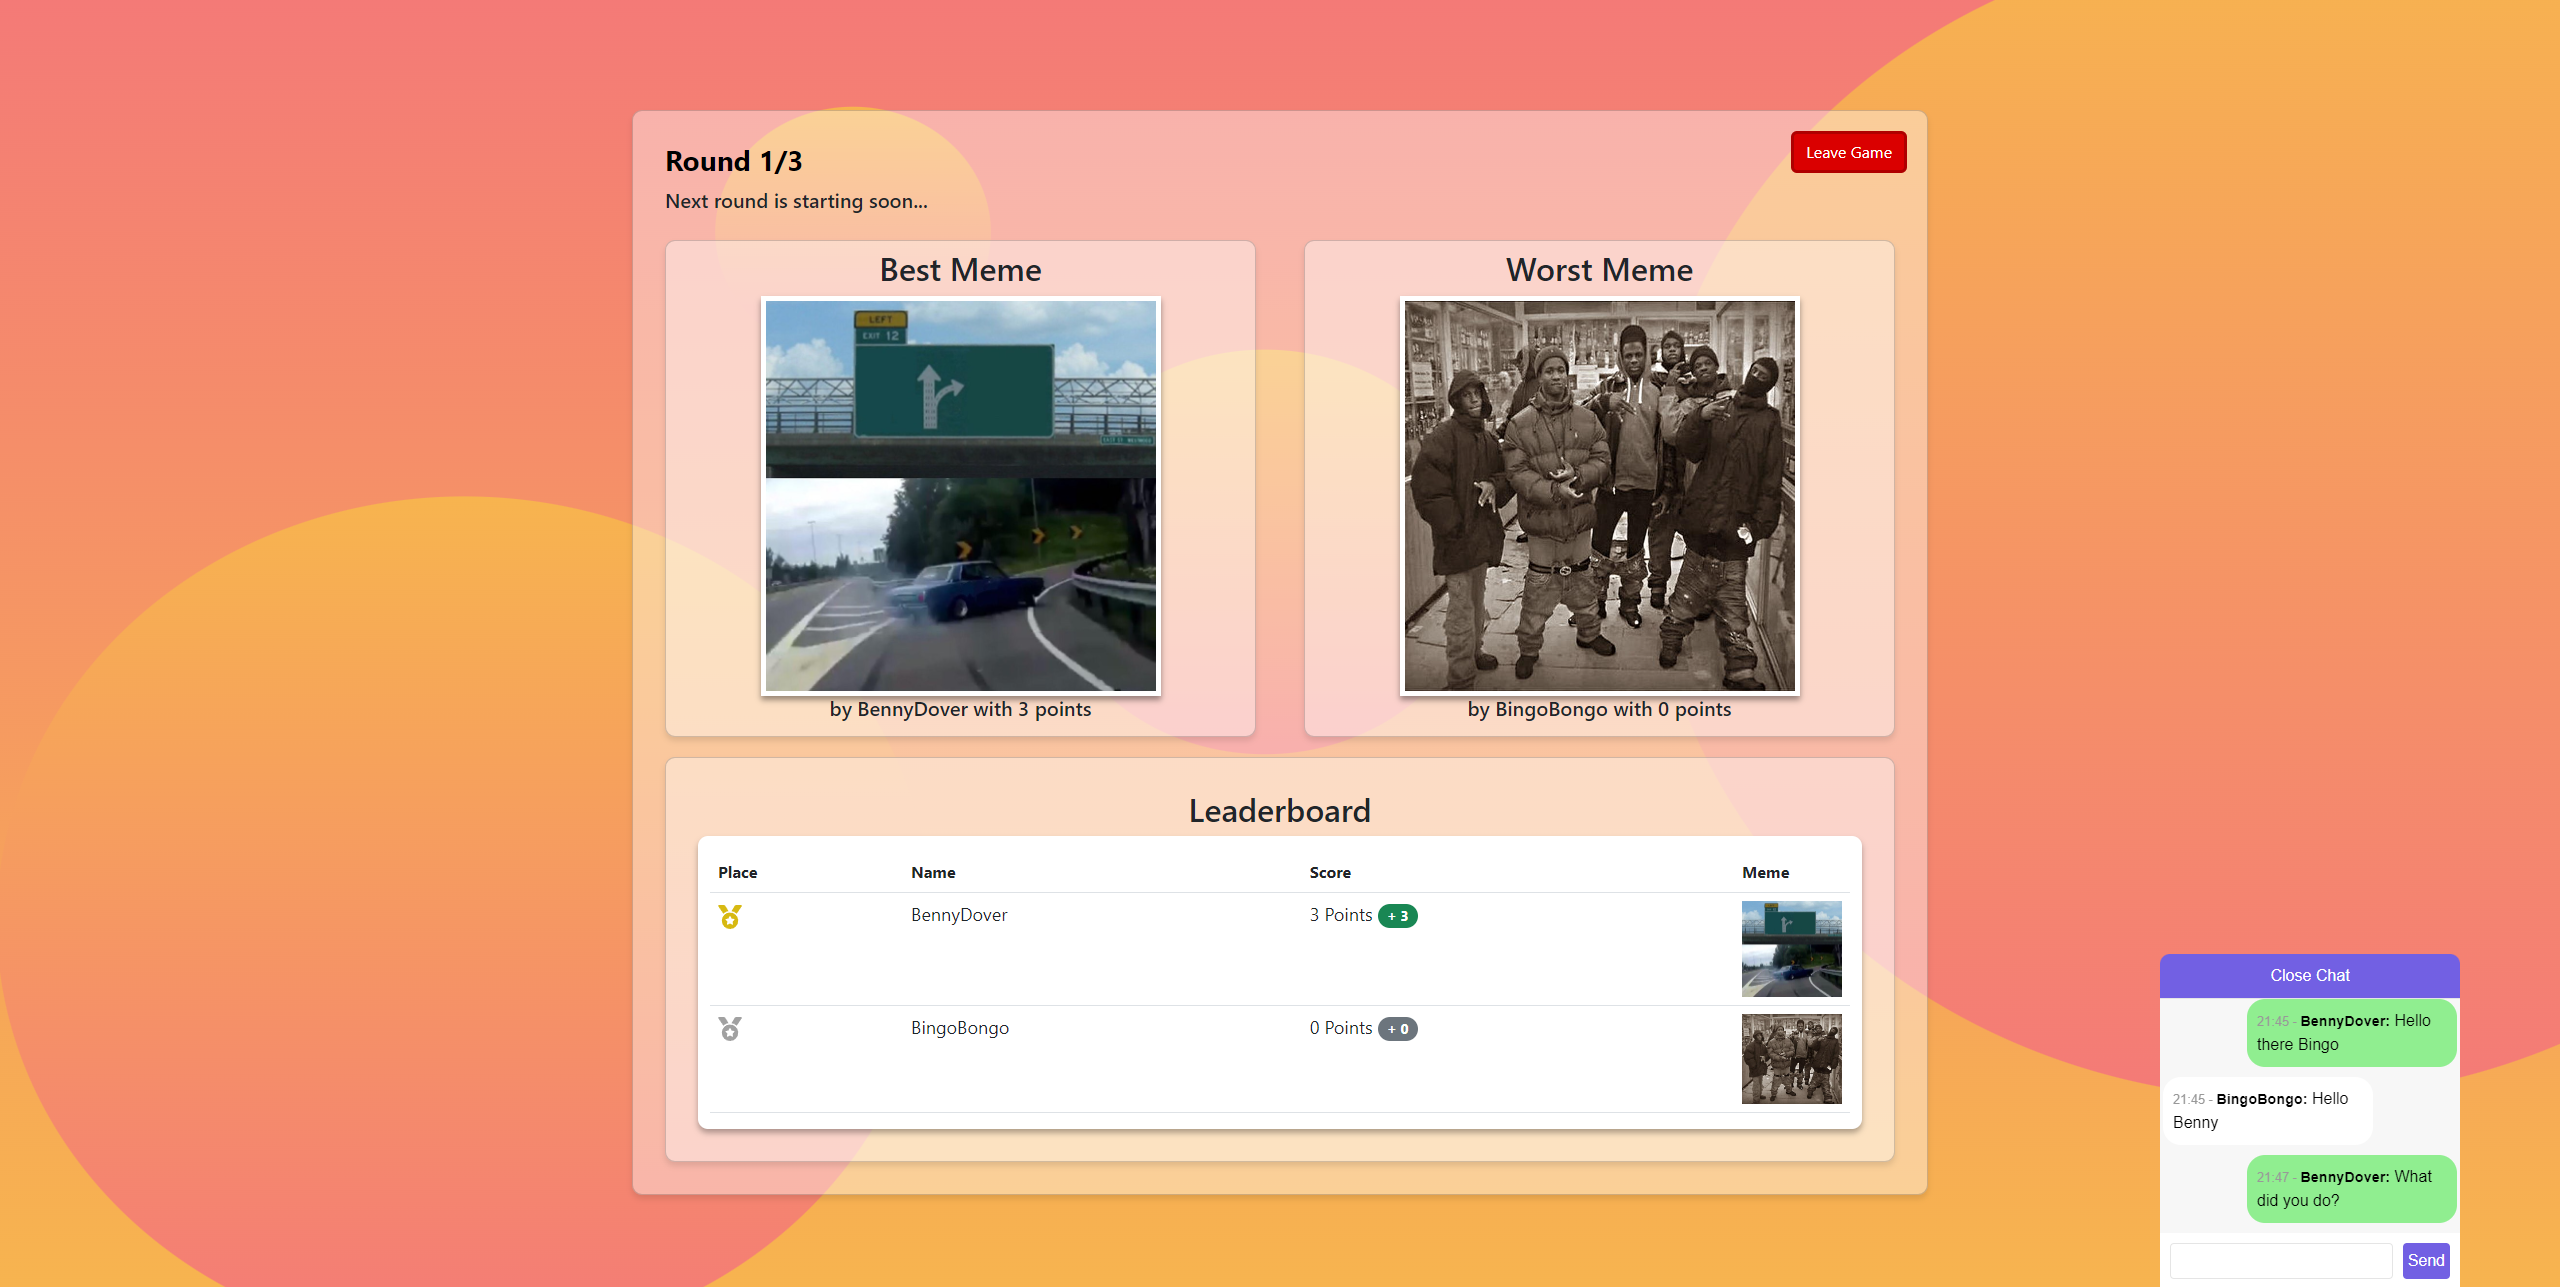 Round 1/3
Leave Game
Next round is starting soon...
Best Meme
LEFT
EXIT 12
by BennyDover with 3 points
Worst Meme
by BingoBongo with 0 points
Leaderboard
Place Name Score Meme
BennyDover 3 Points + 3
BingoBongo 0 Points + 0
Close Chat
21:45 - BennyDover: Hello
there Bingo
21:45 - BingoBongo: Hello
Benny
21:47 - BennyDover: What
did you do?
Send